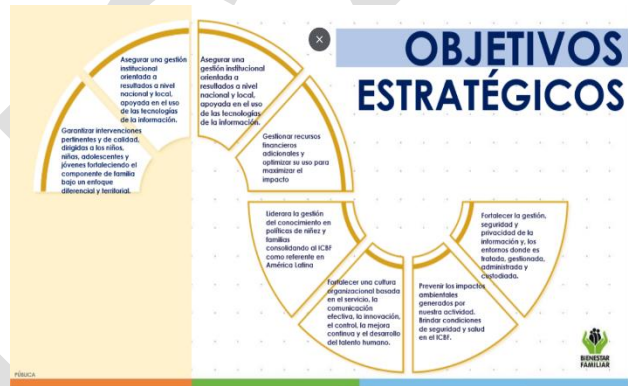 OBJETIVOS
ESTRATÉGICOS
Garantizar intervenciones
pertinentes y de calidad,
dirigidas a los niños,
niñas, adolescentes y
jóvenes fortaleciendo el
componente de familia
bajo un enfoque
diferencial y territorial.
Asegurar una gestión
institucional
orientada a
resultados a nivel
nacional y local,
apoyada en el uso
de las tecnologías
de la información.
Asegurar una
gestión institucional
orientada a
resultados a nivel
nacional y local,
apoyada en el uso
de las tecnologías
de la información.
Gestionar recursos
financieros
adicionales y
optimizar su uso para
maximizar el
impacto
Liderara la gestión
del conocimiento en
políticas de niñez y
familias
consolidando al ICBF
como referente en
América Latina
Fortalecer una cultura
organizacional basada
en el servicio, la
comunicación
efectiva, la innovación,
el control, la mejora
continua y el desarrollo
del talento humano.
Prevenir los impactos
ambientales
generados por
nuestra actividad.
Brindar condiciones
de seguridad y salud
en el ICBF.
Fortalecer la gestión,
seguridad y
privacidad de la
información y, los
entornos donde es
tratada, gestionada,
administrada y
custodiada.
BIENESTAR
FAMILIAR
PÚBLICA